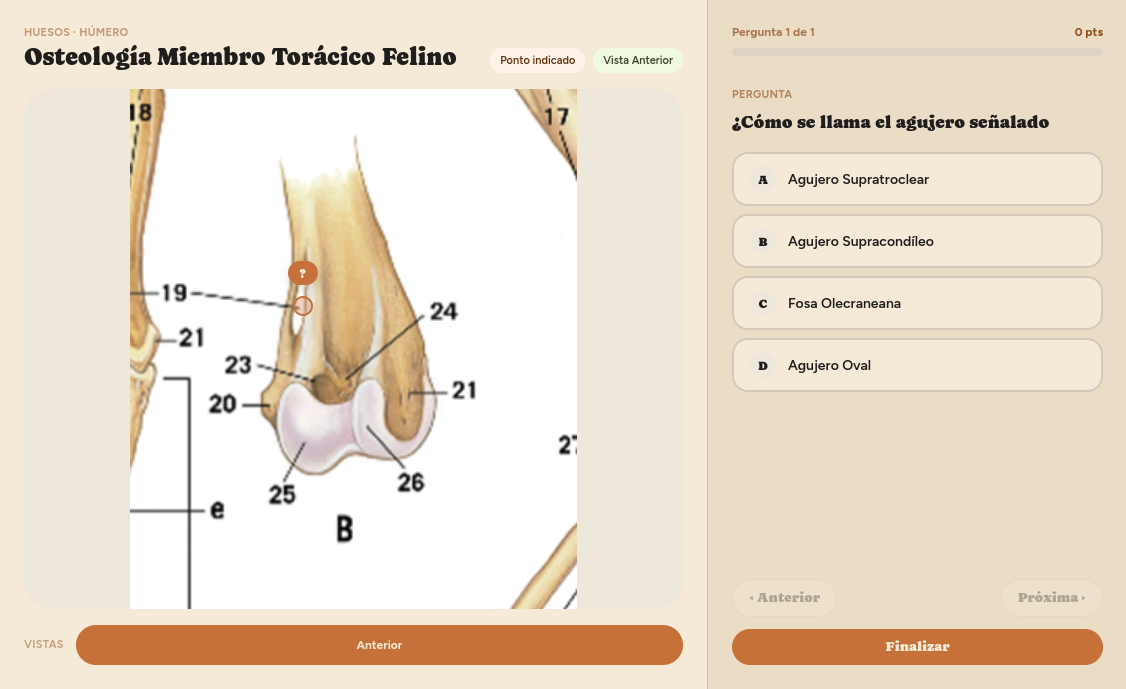 HUESOS · HÚMERO
Osteología Miembro Torácico Felino
Ponto indicado
Vista Anterior
18
17
?
19
24
21
23
21
20
27
26
25
e
B
VISTAS
Anterior
Pergunta 1 de 1
0 pts
PERGUNTA
¿Cómo se llama el agujero señalado
A Agujero Supratroclear
B Agujero Supracondíleo
C Fosa Olecraneana
D Agujero Oval
‹ Anterior
Próxima ›
Finalizar